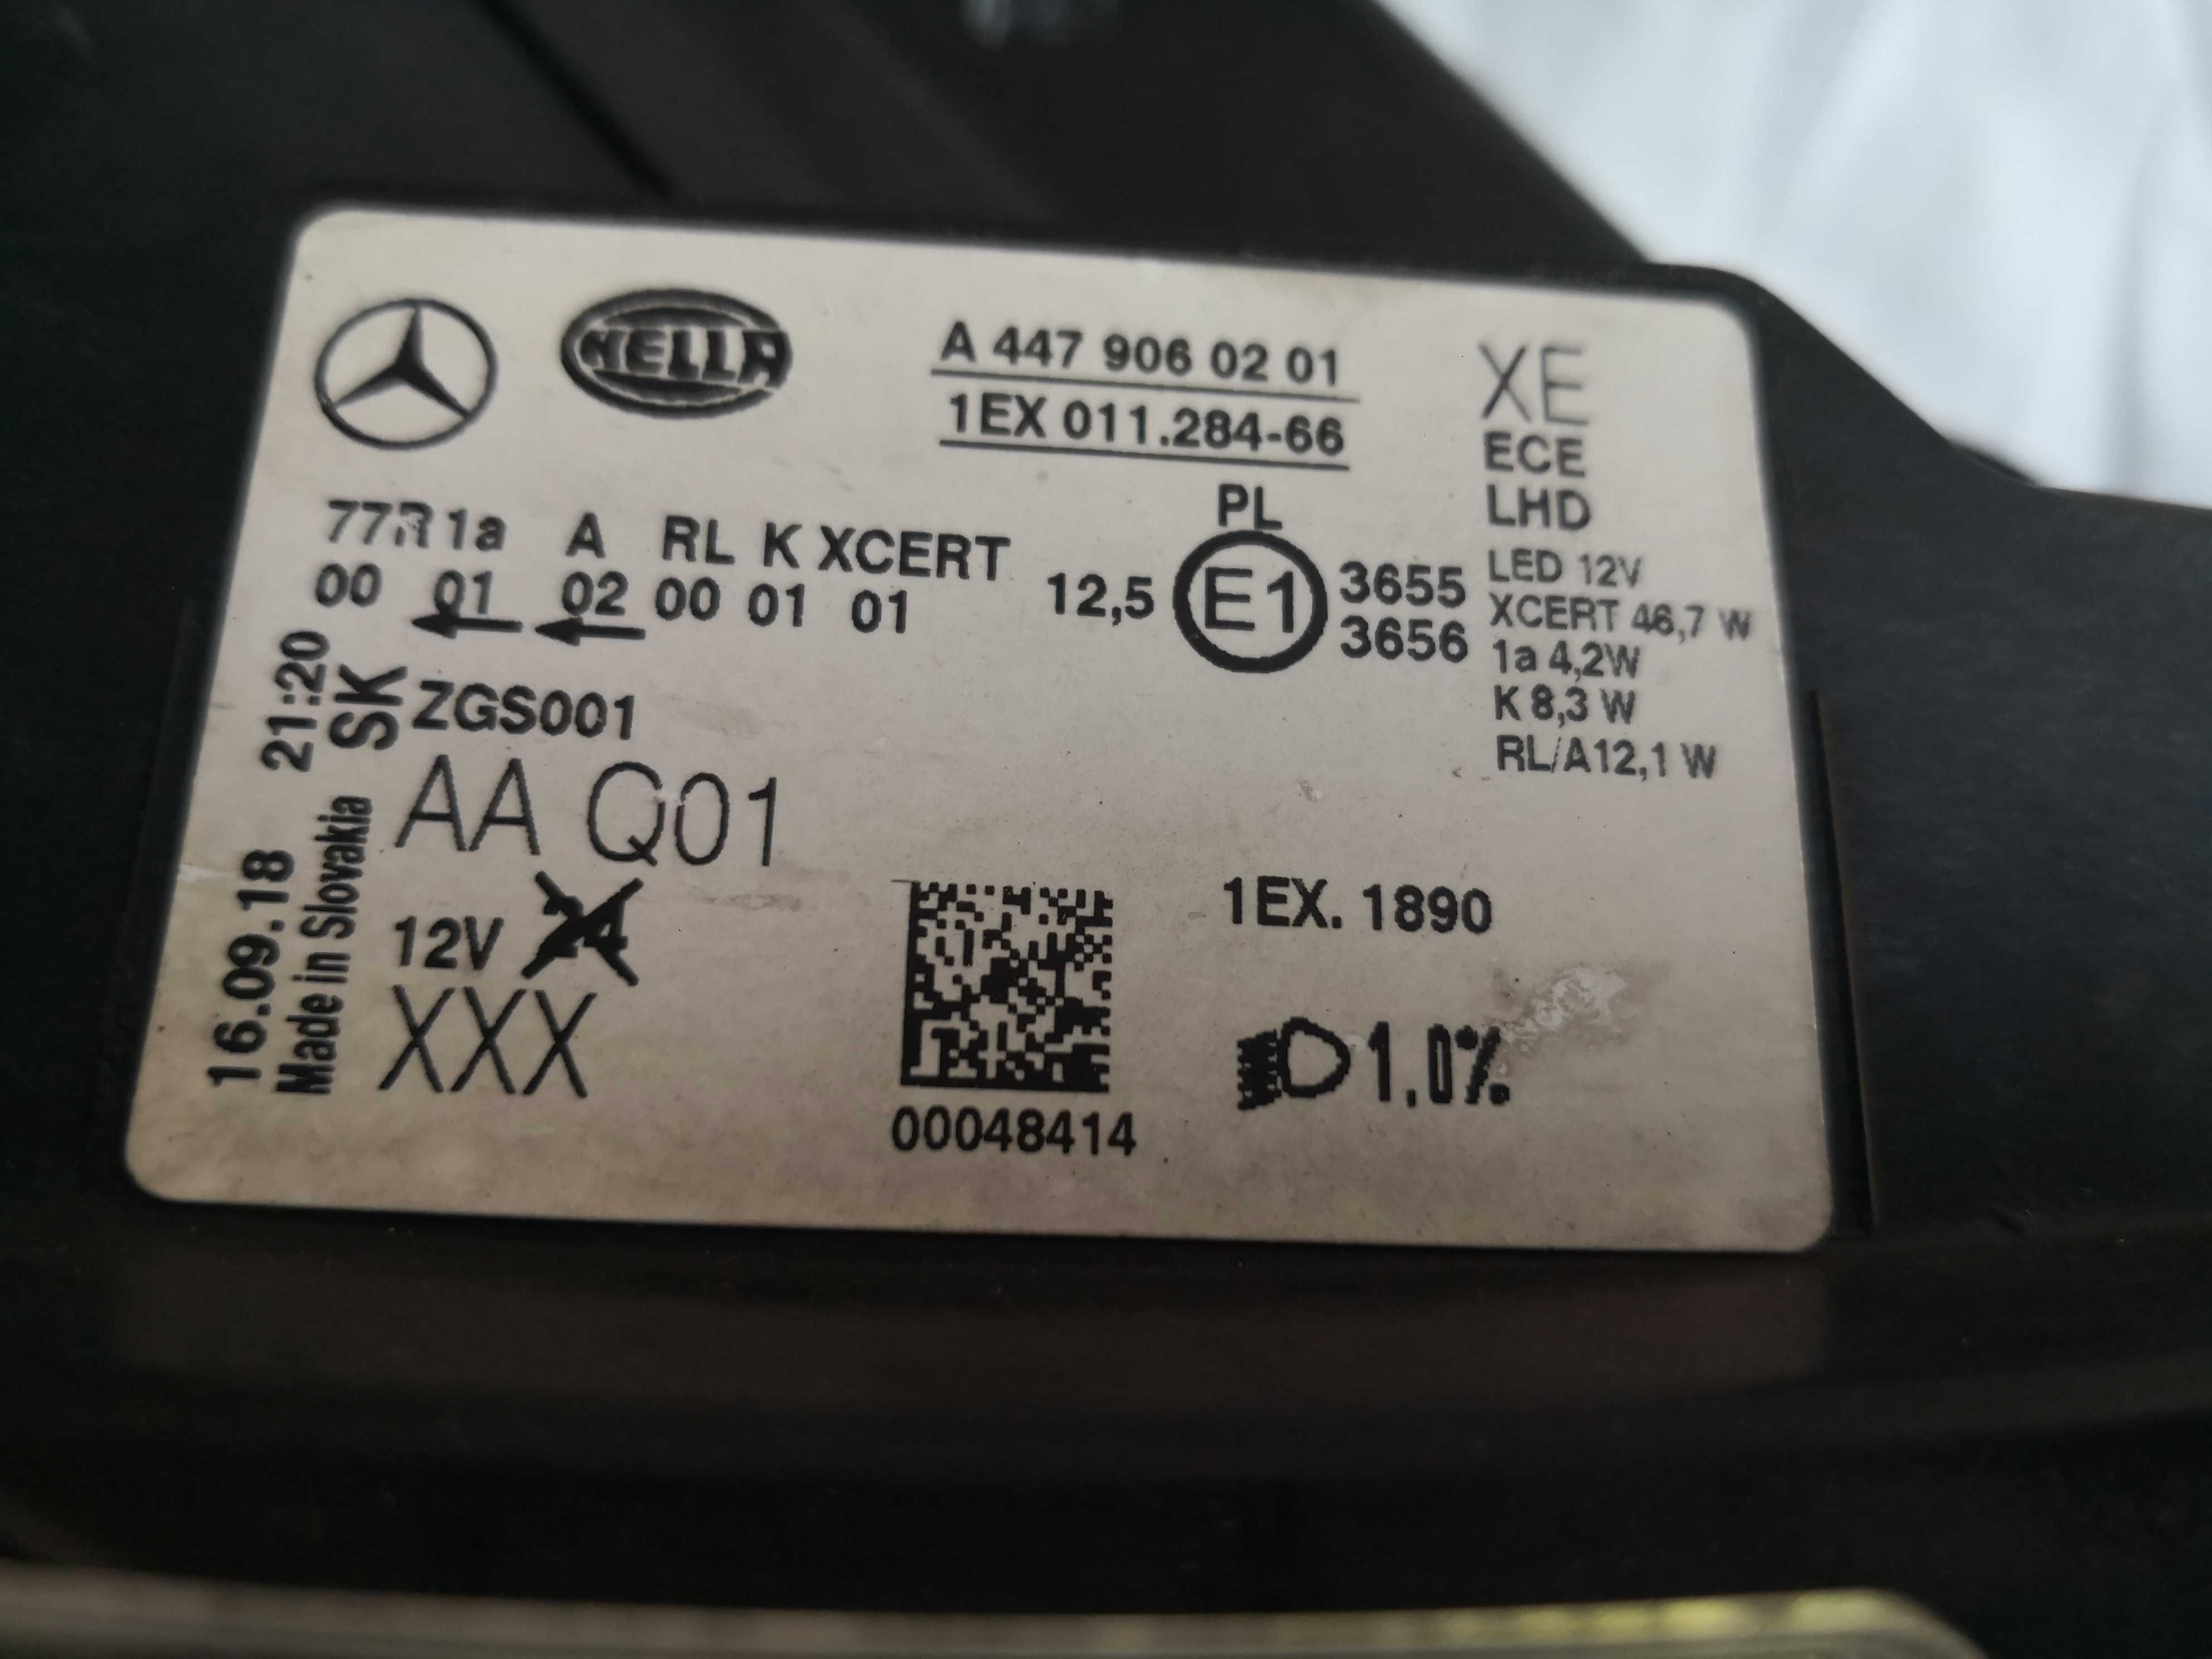 HELLA
A 447 906 02 01
1EX 011.284-66
XE
ECE
LHD
77R 1a A RL K XCERT
00 01 02 00 01 01
12,5
PL
E1
3655
3656
LED 12V
XCERT 46,7 W
1a 4,2W
K 8,3 W
RL/A12,1 W
16.09.18 21:20
Made in Slovakia
SK
ZGS001
AA Q01
12V
XXX
00048414
1EX. 1890
1.0%